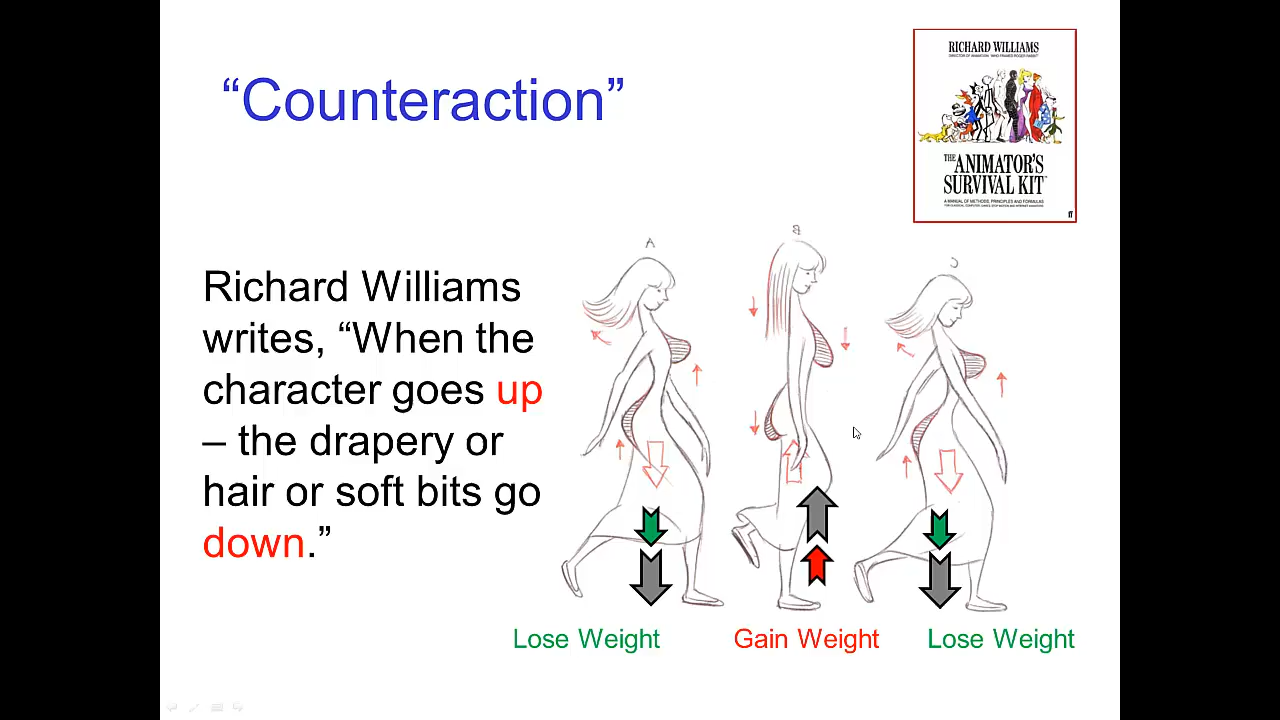 “Counteraction”
RICHARD WILLIAMS
DIRECTOR OF ANIMATION "WHO FRAMED ROGER RABBIT"
THE ANIMATOR'S
SURVIVAL KIT
A MANUAL OF METHODS, PRINCIPLES AND FORMULAS
FOR CLASSICAL, COMPUTER, GAMES, STOP MOTION AND INTERNET ANIMATORS
ff
Richard Williams
writes, “When the
character goes up
– the drapery or
hair or soft bits go
down.”
A
B
Lose Weight
Gain Weight
Lose Weight